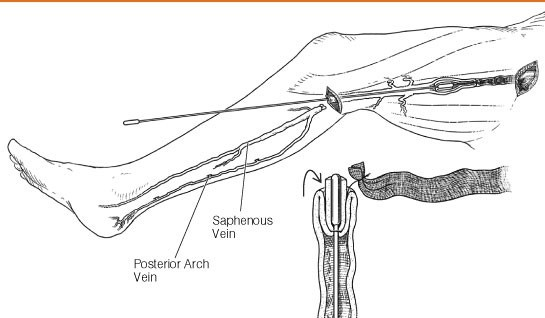 Saphenous
Vein
Posterior Arch
Vein